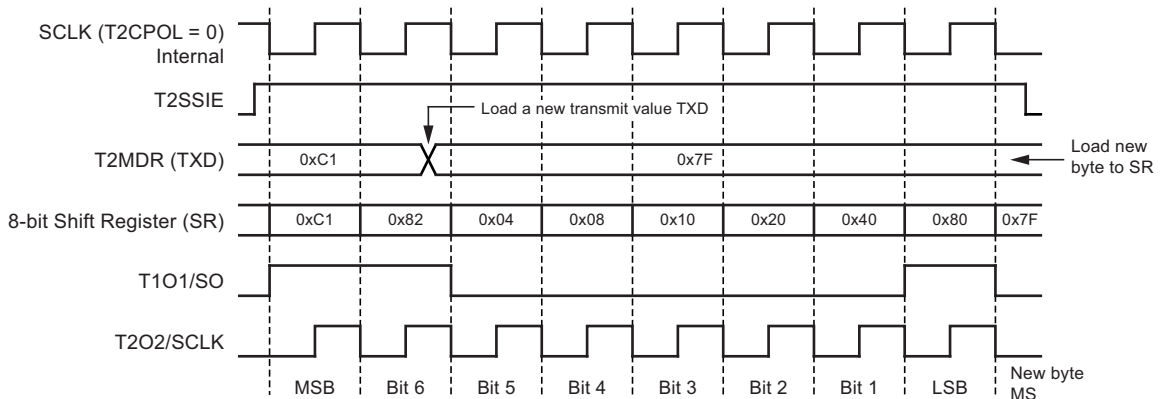 SCLK (T2CPOL = 0)
Internal
T2SSIE
Load a new transmit value TXD
T2MDR (TXD)
0xC1
0x7F
Load new
byte to SR
8-bit Shift Register (SR)
0xC1 0x82 0x04 0x08 0x10 0x20 0x40 0x80 0x7F
T1O1/SO
T2O2/SCLK
MSB Bit 6 Bit 5 Bit 4 Bit 3 Bit 2 Bit 1 LSB
New byte
MS